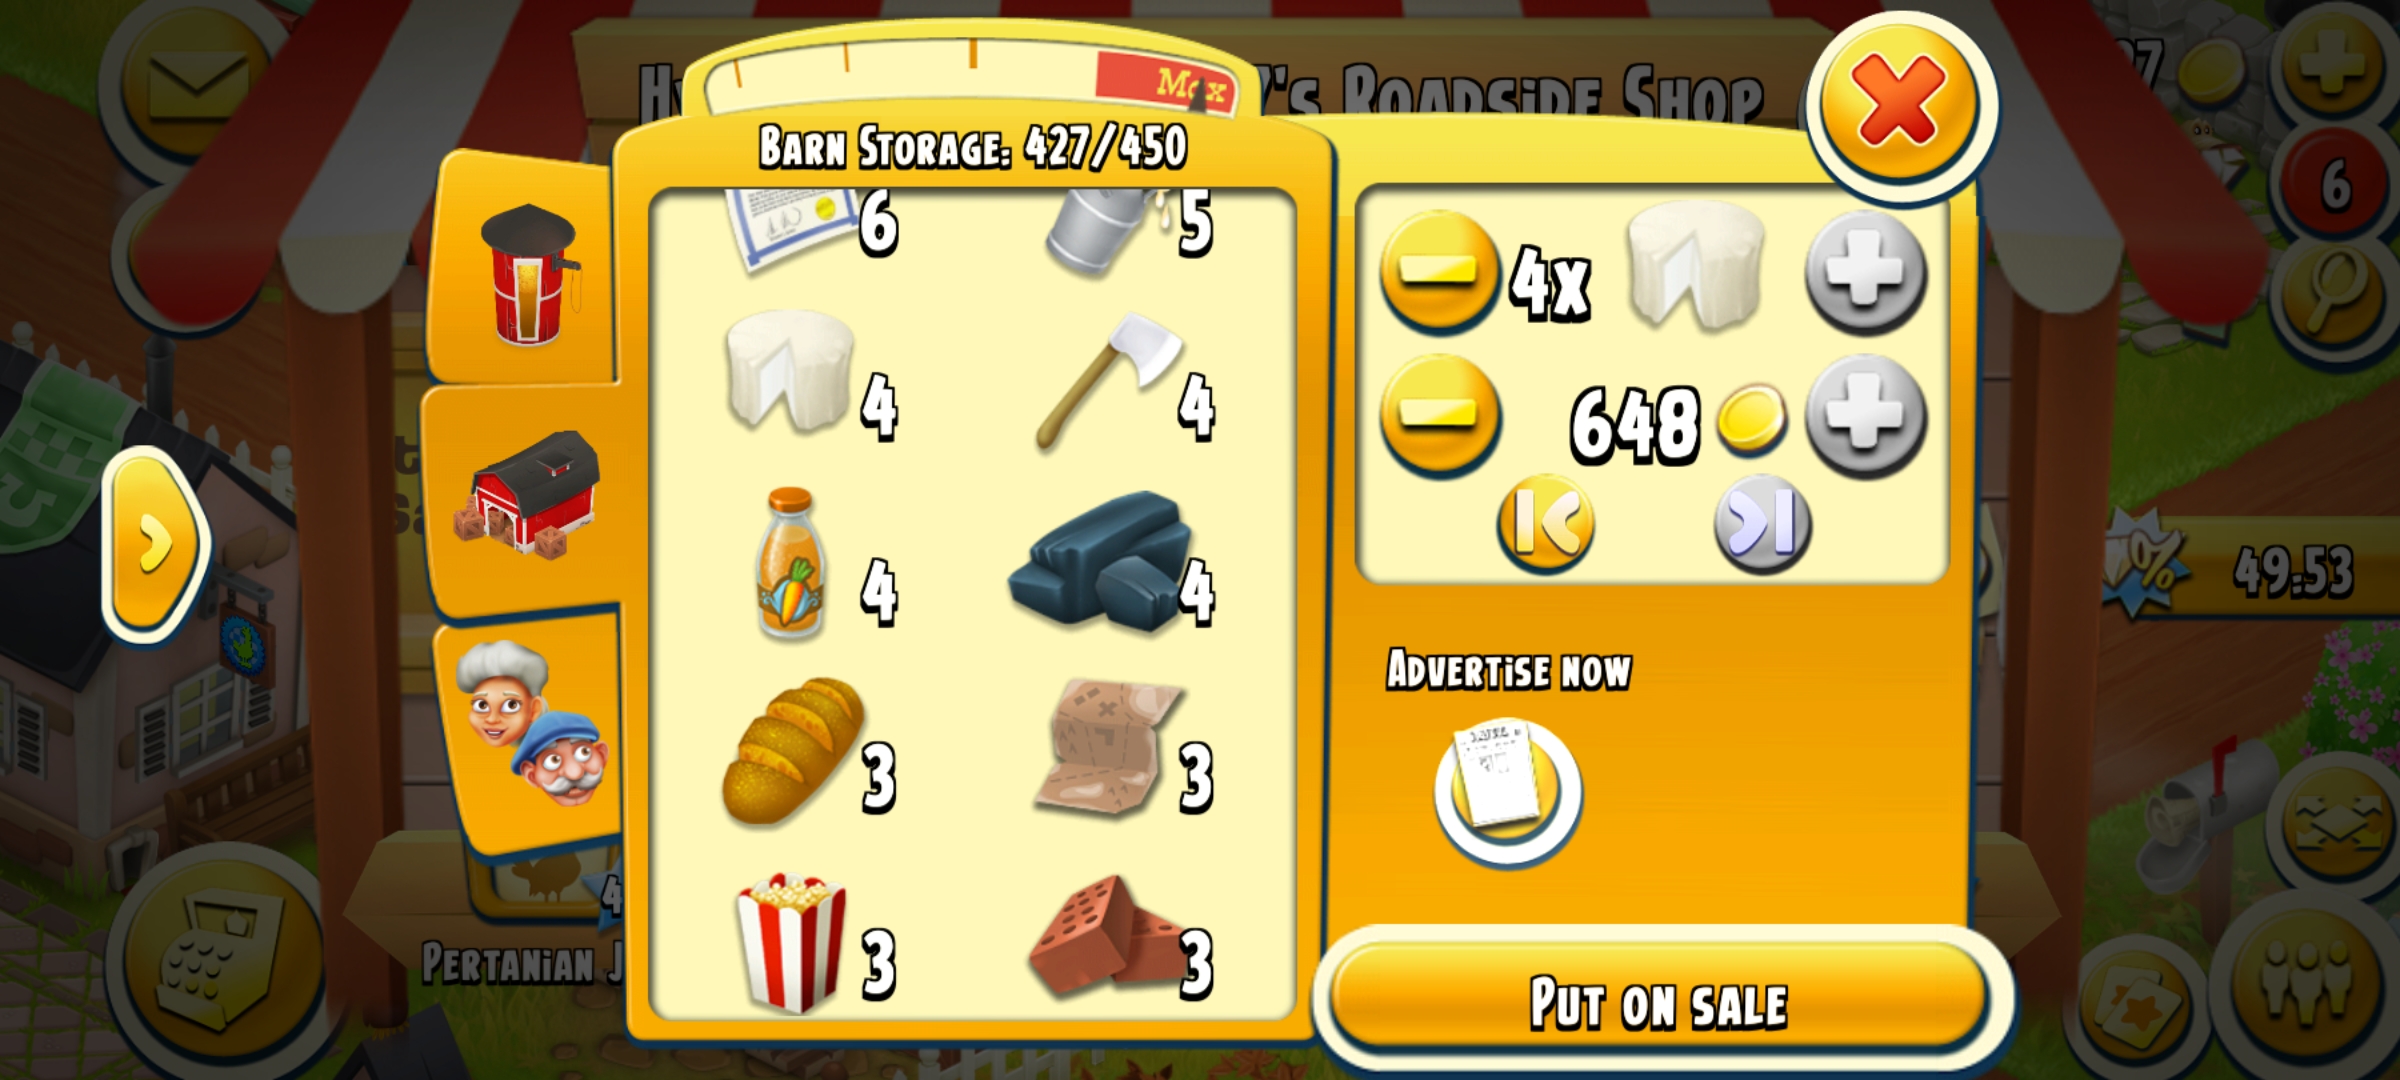 's Roadside Shop
Max
Barn Storage: 427/450
6
5
4
4
4
4
3
3
3
3
4x
648
Advertise now
Put on sale
6
49:53
Pertanian